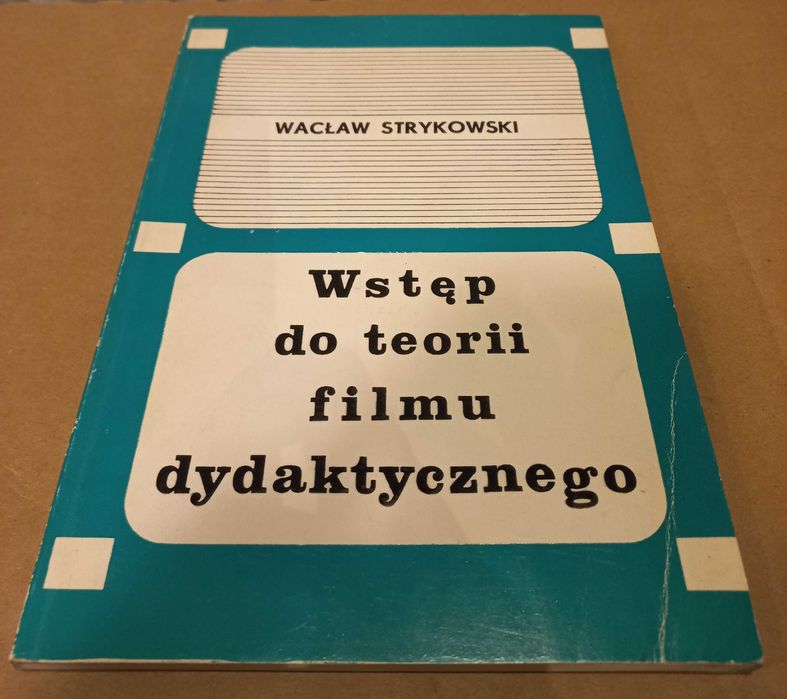 WACŁAW STRYKOWSKI
Wstęp
do teorii
filmu
dydaktycznego